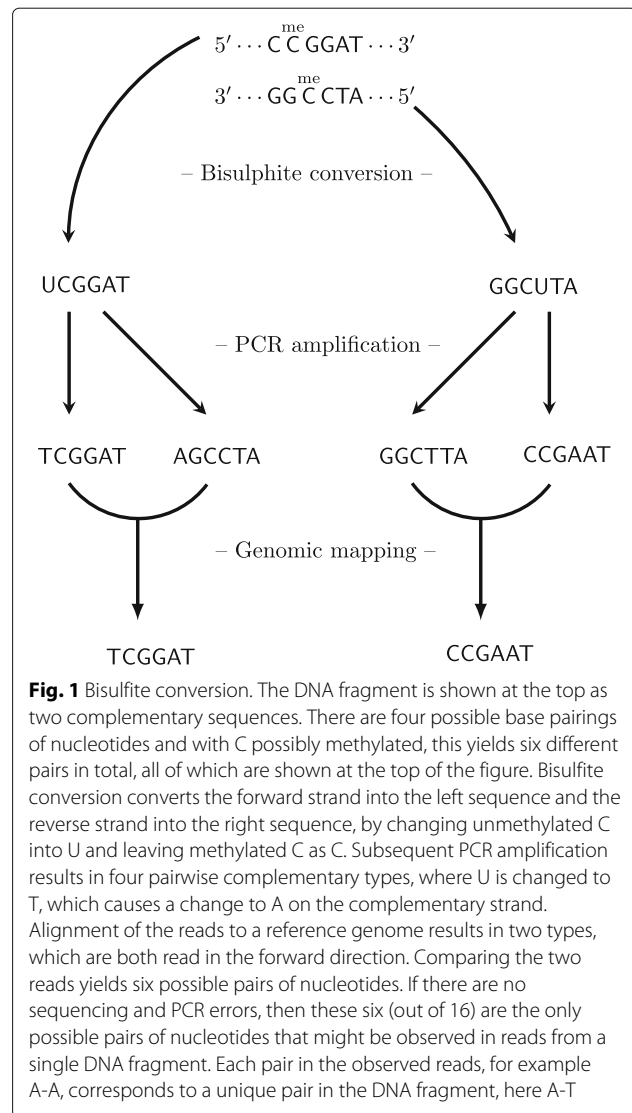 me
5′ ··· C C GGAT ··· 3′
me
3′ ··· GG C CTA ··· 5′
– Bisulphite conversion –
UCGGAT GGCUTA
– PCR amplification –
TCGGAT AGCCTA GGCTTA CCGAAT
– Genomic mapping –
TCGGAT CCGAAT
Fig. 1 Bisulfite conversion. The DNA fragment is shown at the top as
two complementary sequences. There are four possible base pairings
of nucleotides and with C possibly methylated, this yields six different
pairs in total, all of which are shown at the top of the figure. Bisulfite
conversion converts the forward strand into the left sequence and the
reverse strand into the right sequence, by changing unmethylated C
into U and leaving methylated C as C. Subsequent PCR amplification
results in four pairwise complementary types, where U is changed to
T, which causes a change to A on the complementary strand.
Alignment of the reads to a reference genome results in two types,
which are both read in the forward direction. Comparing the two
reads yields six possible pairs of nucleotides. If there are no
sequencing and PCR errors, then these six (out of 16) are the only
possible pairs of nucleotides that might be observed in reads from a
single DNA fragment. Each pair in the observed reads, for example
A-A, corresponds to a unique pair in the DNA fragment, here A-T